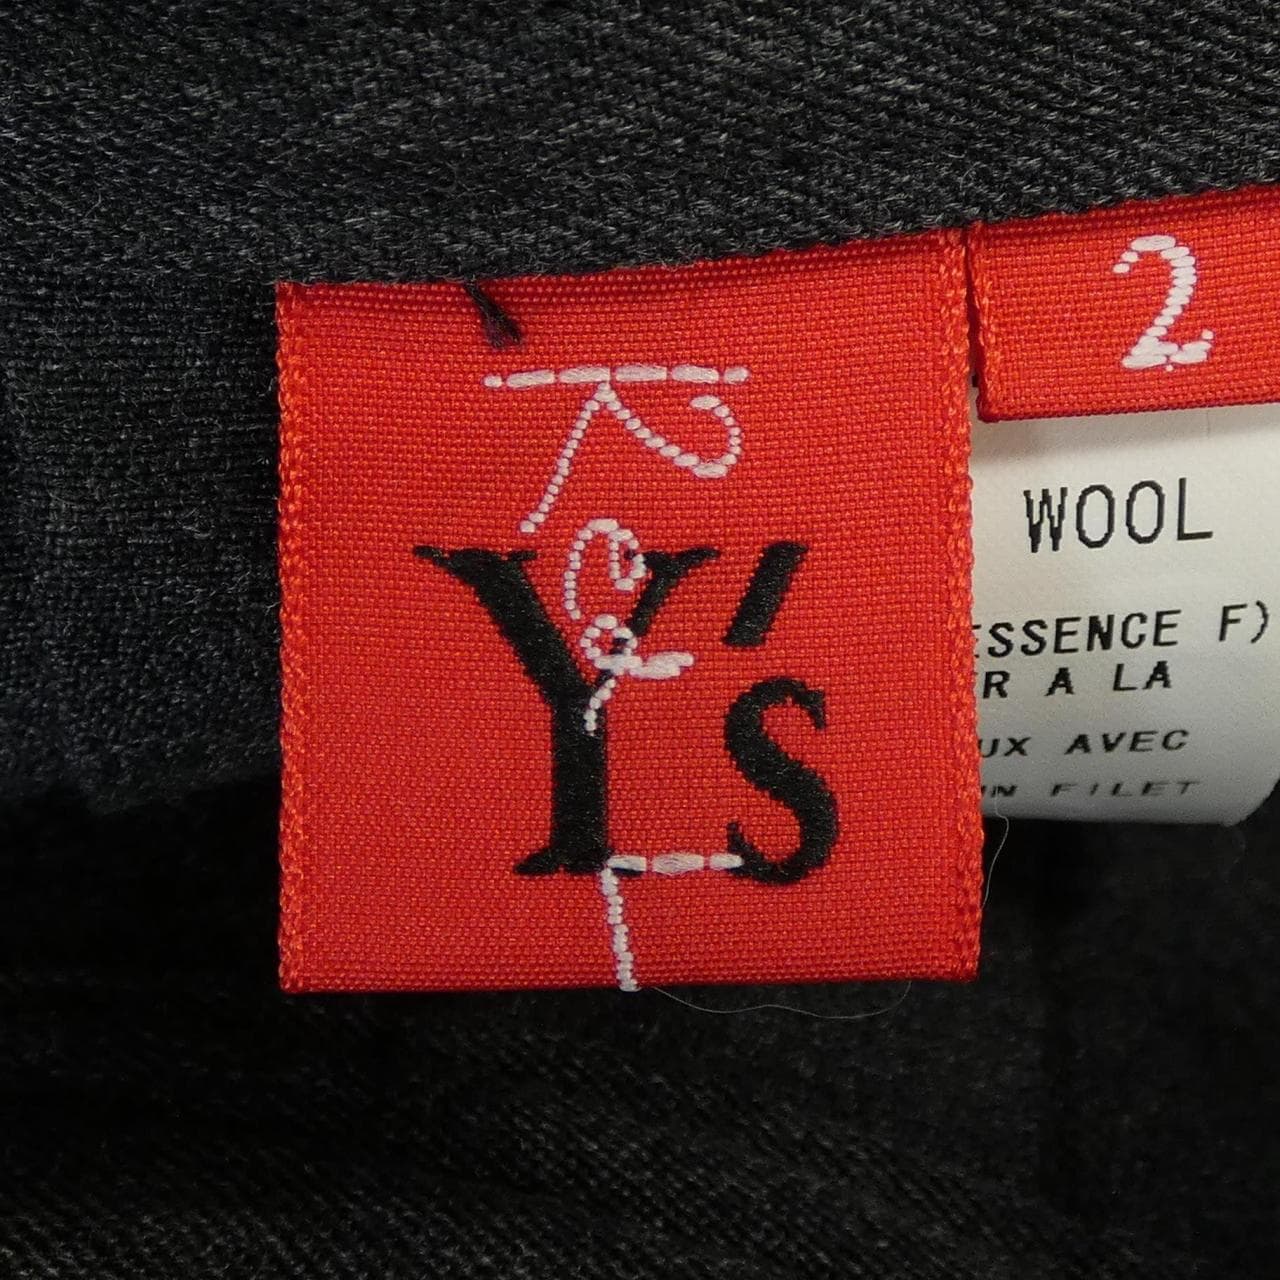 Y's
2
WOOL
ESSENCE F)
R A LA
UX AVEC
N FILET